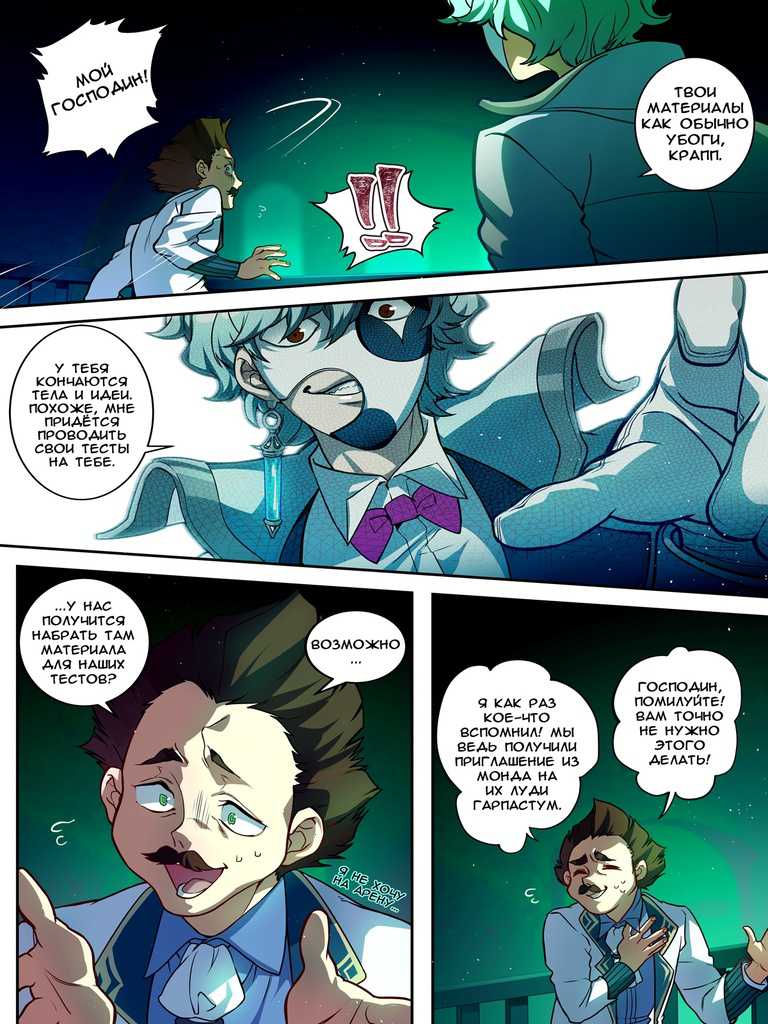 ТВОИ
МАТЕРИАЛЫ
КАК ОБЫЧНО
УБОГИ,
КРАПП.
!!
МОЙ
ГОСПОДИН!
У ТЕБЯ
КОНЧАЮТСЯ
ТЕЛА И ИДЕИ.
ПОХОЖЕ, МНЕ
ПРИДЁТСЯ
ПРОВОДИТЬ
СВОИ ТЕСТЫ
НА ТЕБЕ.
ГОСПОДИН,
ПОМИЛУЙТЕ!
ВАМ ТОЧНО
НЕ НУЖНО
ЭТОГО
ДЕЛАТЬ!
Я КАК РАЗ
КОЕ-ЧТО
ВСПОМНИЛ! МЫ
ВЕДЬ ПОЛУЧИЛИ
ПРИГЛАШЕНИЕ ИЗ
МОНДА НА
ИХ ЛУДИ
ГАРПАСТУМ.
ВОЗМОЖНО
...
...У НАС
ПОЛУЧИТСЯ
НАБРАТЬ ТАМ
МАТЕРИАЛА
ДЛЯ НАШИХ
ТЕСТОВ?
Я НЕ ХОЧУ
НА АРЕНУ...